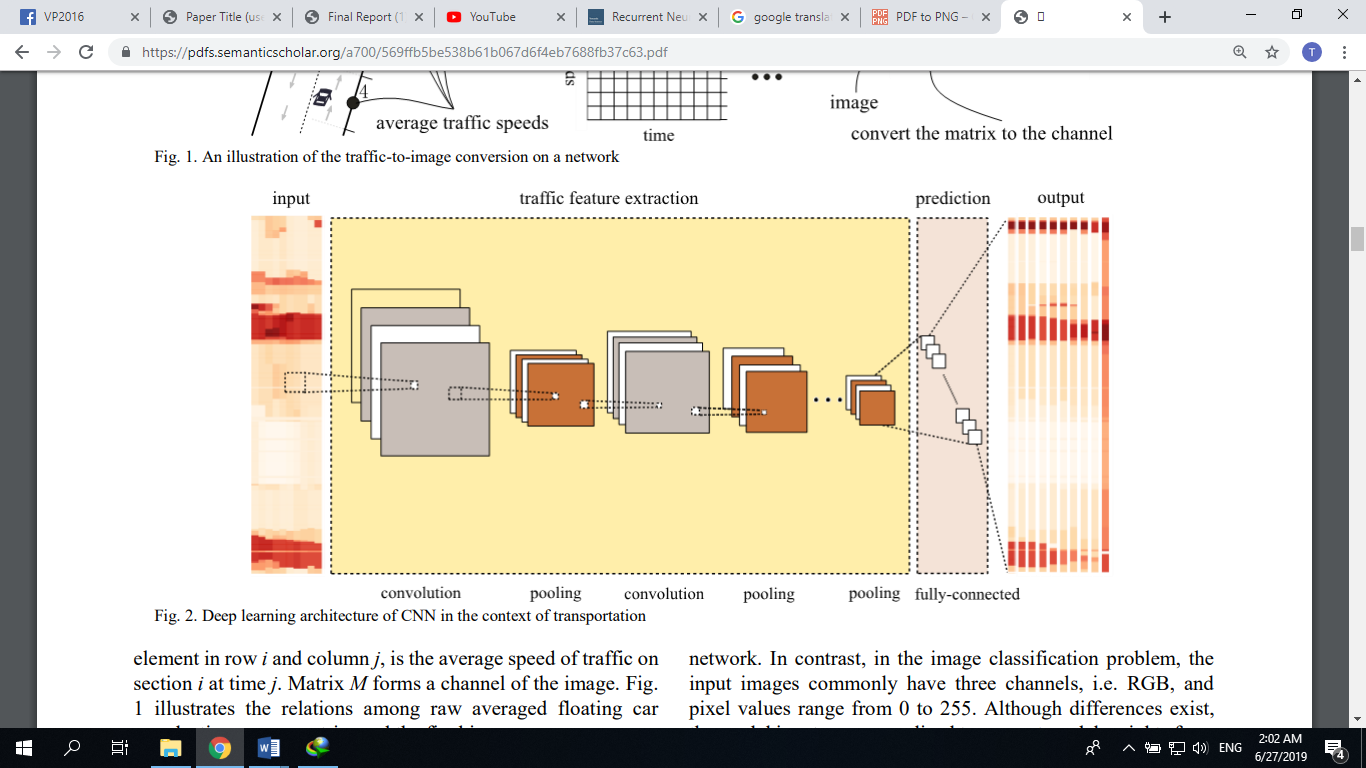 VP2016
Paper Title (us
Final Report (1
YouTube
Recurrent Neu
google transla
PDF to PNG –
https://pdfs.semanticscholar.org/a700/569ffb5be538b61b067d6f4eb7688fb37c63.pdf
T
4
average traffic speeds
time
image
convert the matrix to the channel
Fig. 1. An illustration of the traffic-to-image conversion on a network
input traffic feature extraction prediction output
convolution pooling convolution pooling pooling fully-connected
Fig. 2. Deep learning architecture of CNN in the context of transportation
element in row i and column j, is the average speed of traffic on
section i at time j. Matrix M forms a channel of the image. Fig.
1 illustrates the relations among raw averaged floating car
network. In contrast, in the image classification problem, the
input images commonly have three channels, i.e. RGB, and
pixel values range from 0 to 255. Although differences exist,
ENG
2:02 AM
6/27/2019
4